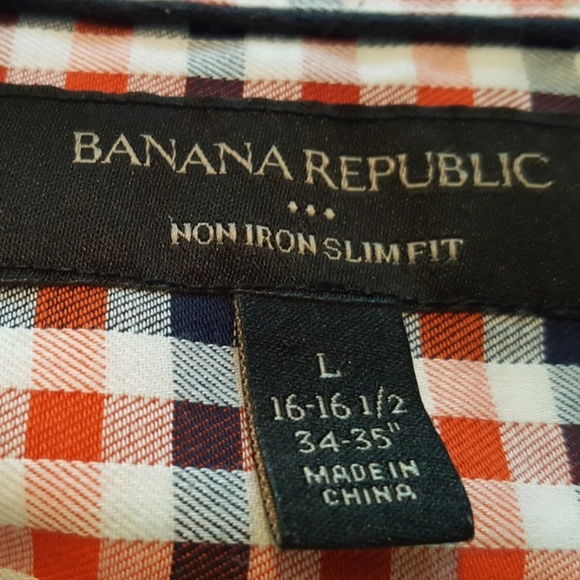 BANANA REPUBLIC
...
NON IRON SLIM FIT
L
16-16 1/2
34-35"
MADE IN
CHINA